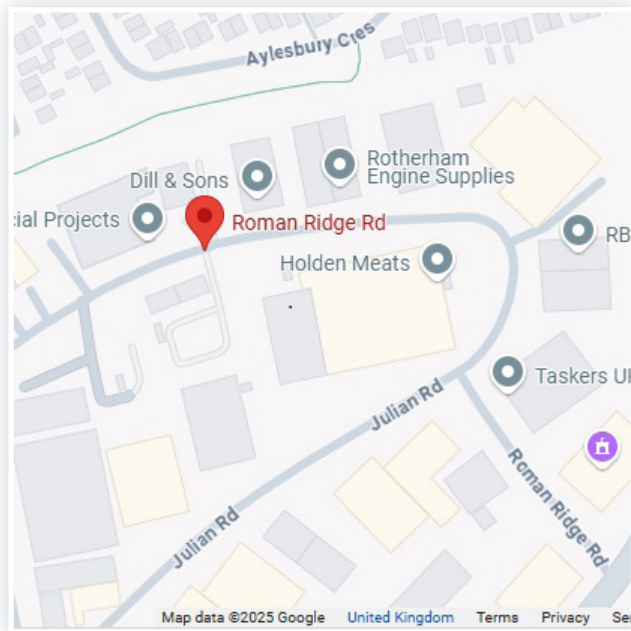 Aylesbury Cres
Rotherham
Engine Supplies
Dill & Sons
cial Projects
Roman Ridge Rd
RB
Holden Meats
Taskers UK
Julian Rd
Roman Ridge Rd
Julian Rd
Map data ©2025 Google
United Kingdom
Terms
Privacy
Se